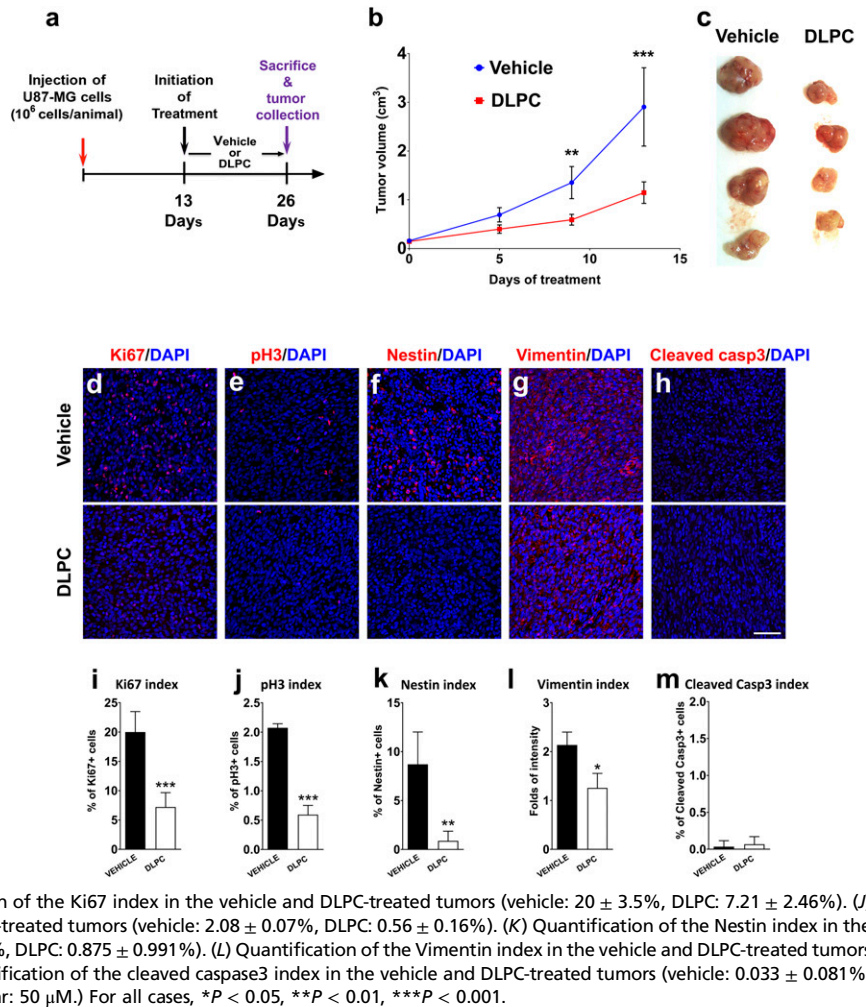 a
Injection of
U87-MG cells
(10⁶ cells/animal)
Initiation
of
Treatment
Sacrifice
&
tumor
collection
Vehicle
or
DLPC
13
Days
26
Days
b
Tumor volume (cm³)
4
3
2
1
0
Vehicle
DLPC
**
***
0 5 10 15
Days of treatment
c
Vehicle DLPC
Ki67/DAPI pH3/DAPI Nestin/DAPI Vimentin/DAPI Cleaved casp3/DAPI
d e f g h
Vehicle
DLPC
i Ki67 index
% of Ki67+ cells
25
20
15
10
5
0
***
VEHICLE DLPC
j pH3 index
% of pH3+ cells
2.5
2.0
1.5
1.0
0.5
0.0
***
VEHICLE DLPC
k Nestin index
% of Nestin+ cells
15
10
5
0
**
VEHICLE DLPC
l Vimentin index
Folds of intensity
3
2
1
0
*
VEHICLE DLPC
m Cleaved Casp3 index
% of Cleaved Casp3+ cells
2.0
1.5
1.0
0.5
0.0
VEHICLE DLPC
n of the Ki67 index in the vehicle and DLPC-treated tumors (vehicle: 20 ± 3.5%, DLPC: 7.21 ± 2.46%). (J
-treated tumors (vehicle: 2.08 ± 0.07%, DLPC: 0.56 ± 0.16%). (K) Quantification of the Nestin index in the
%, DLPC: 0.875 ± 0.991%). (L) Quantification of the Vimentin index in the vehicle and DLPC-treated tumors
ification of the cleaved caspase3 index in the vehicle and DLPC-treated tumors (vehicle: 0.033 ± 0.081%
ar: 50 μM.) For all cases, *P < 0.05, **P < 0.01, ***P < 0.001.